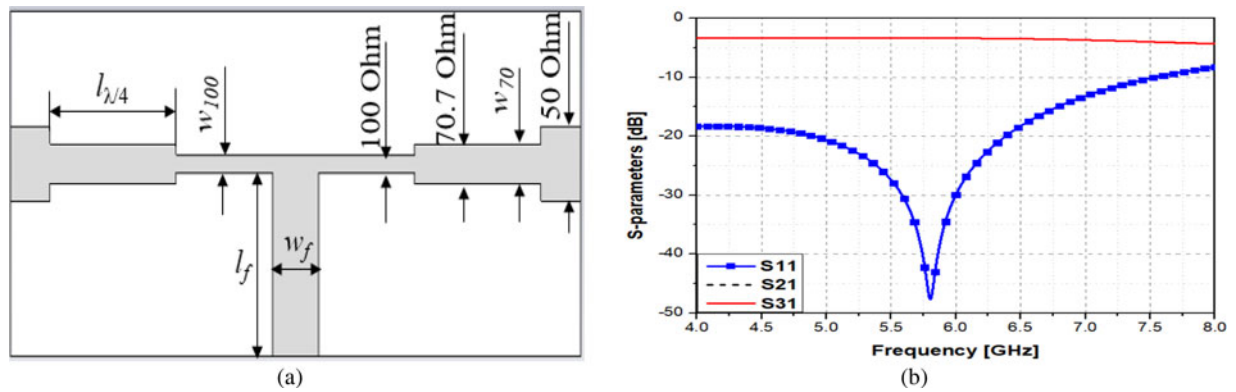 l_{λ/4}
w_{100}
100 Ohm
70.7 Ohm
w_{70}
50 Ohm
l_f
w_f
(a)
S-parameters [dB]
0
-10
-20
-30
-40
-50
S11
S21
S31
4.0 4.5 5.0 5.5 6.0 6.5 7.0 7.5 8.0
Frequency [GHz]
(b)